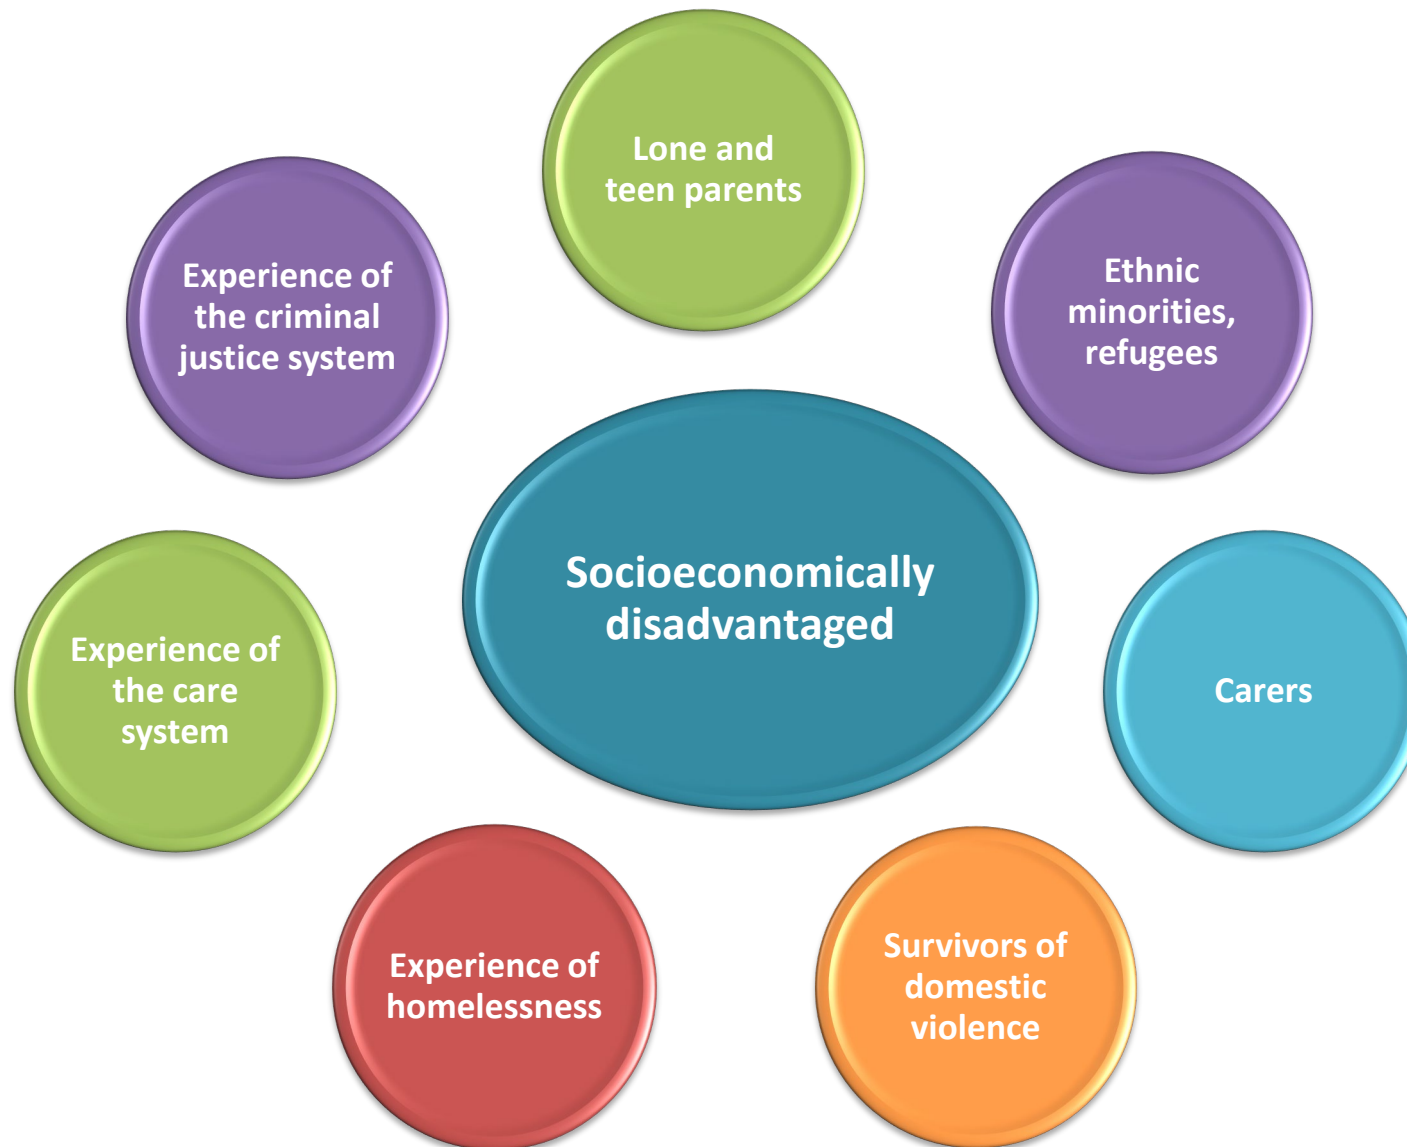 Lone and
teen parents
Experience of
the criminal
justice system
Ethnic
minorities,
refugees
Socioeconomically
disadvantaged
Experience of
the care
system
Carers
Experience of
homelessness
Survivors of
domestic
violence